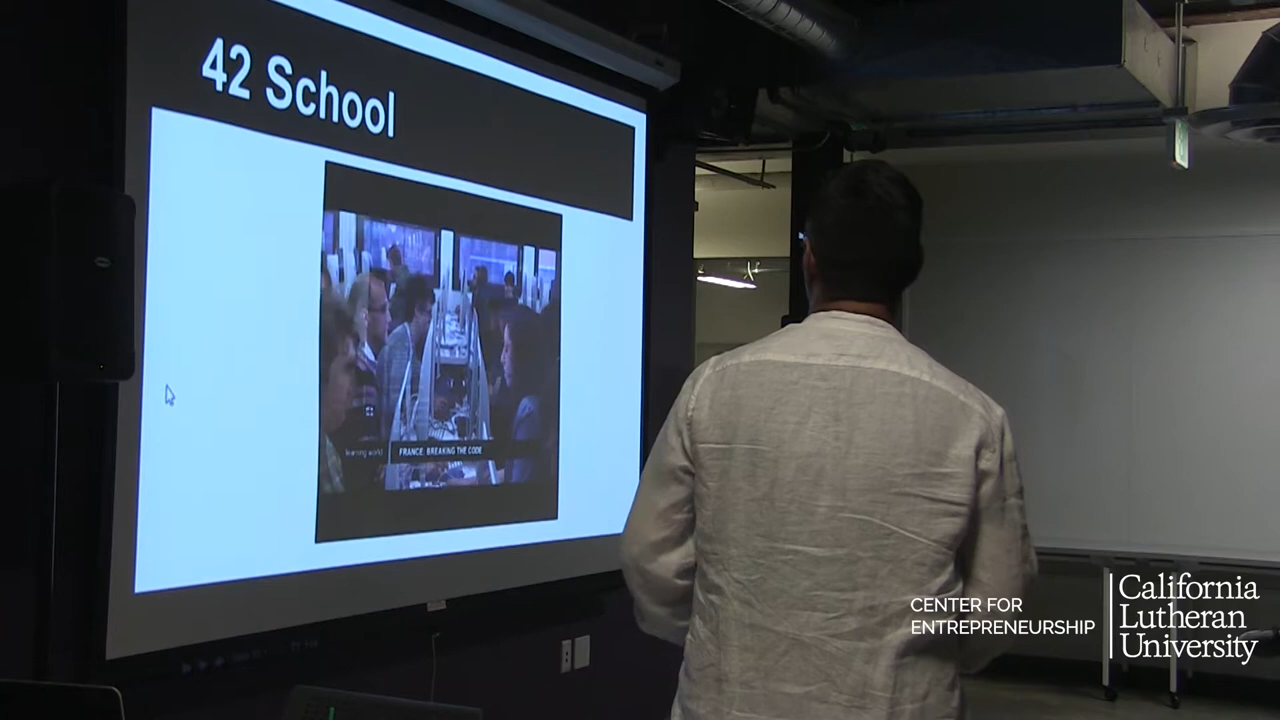 42 School
learning world
FRANCE: BREAKING THE CODE
CENTER FOR
ENTREPRENEURSHIP
California
Lutheran
University